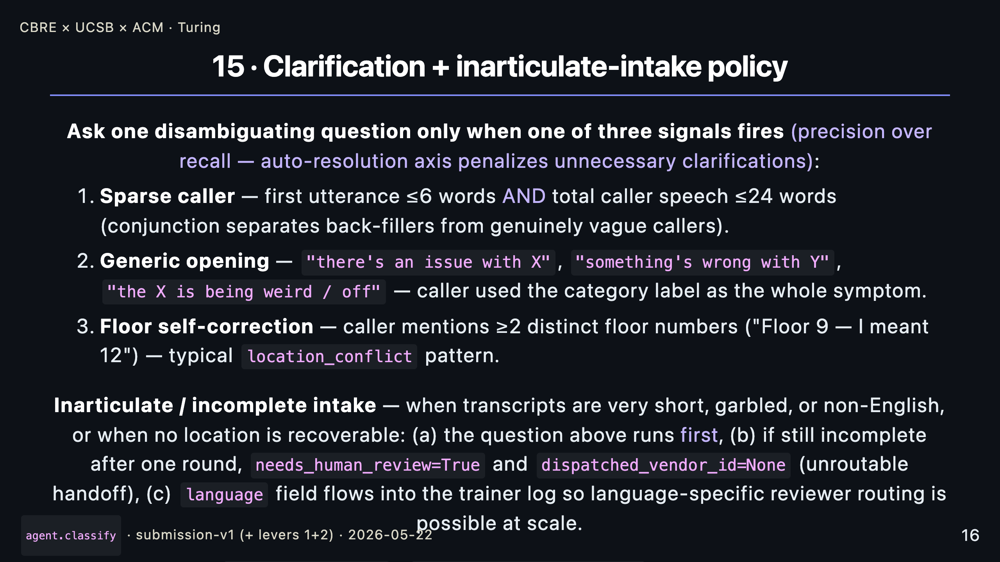 CBRE × UCSB × ACM · Turing
15 · Clarification + inarticulate-intake policy
Ask one disambiguating question only when one of three signals fires (precision over
recall — auto-resolution axis penalizes unnecessary clarifications):
1. Sparse caller — first utterance ≤6 words AND total caller speech ≤24 words
(conjunction separates back-fillers from genuinely vague callers).
2. Generic opening — "there's an issue with X", "something's wrong with Y",
"the X is being weird / off" — caller used the category label as the whole symptom.
3. Floor self-correction — caller mentions ≥2 distinct floor numbers ("Floor 9 — I meant
12") — typical location_conflict pattern.
Inarticulate / incomplete intake — when transcripts are very short, garbled, or non-English,
or when no location is recoverable: (a) the question above runs first, (b) if still incomplete
after one round, needs_human_review=True and dispatched_vendor_id=None (unroutable
handoff), (c) language field flows into the trainer log so language-specific reviewer routing is
possible at scale.
agent.classify · submission-v1 (+ levers 1+2) · 2026-05-22
16